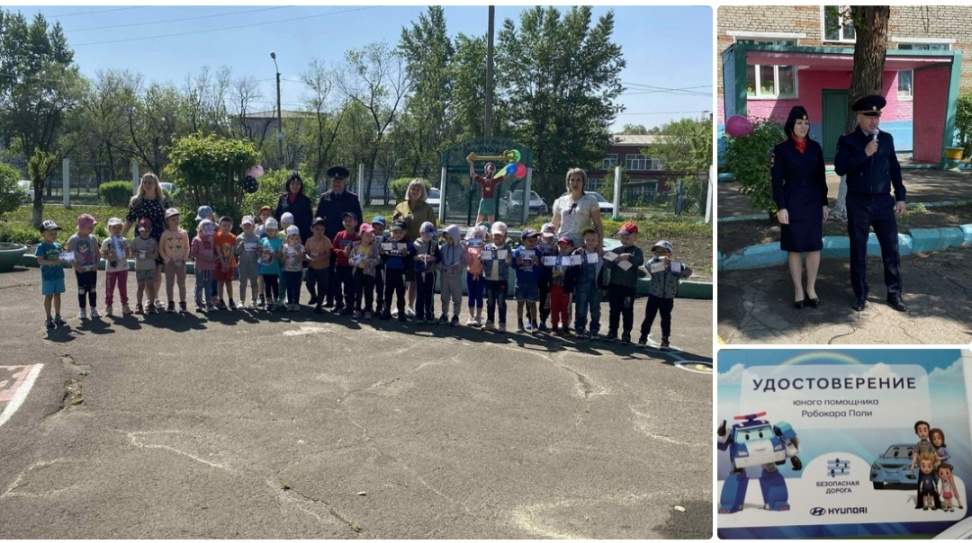 УДОСТОВЕРЕНИЕ
юного помощника
Робокара Поли
БЕЗОПАСНАЯ
ДОРОГА
HYUNDAI